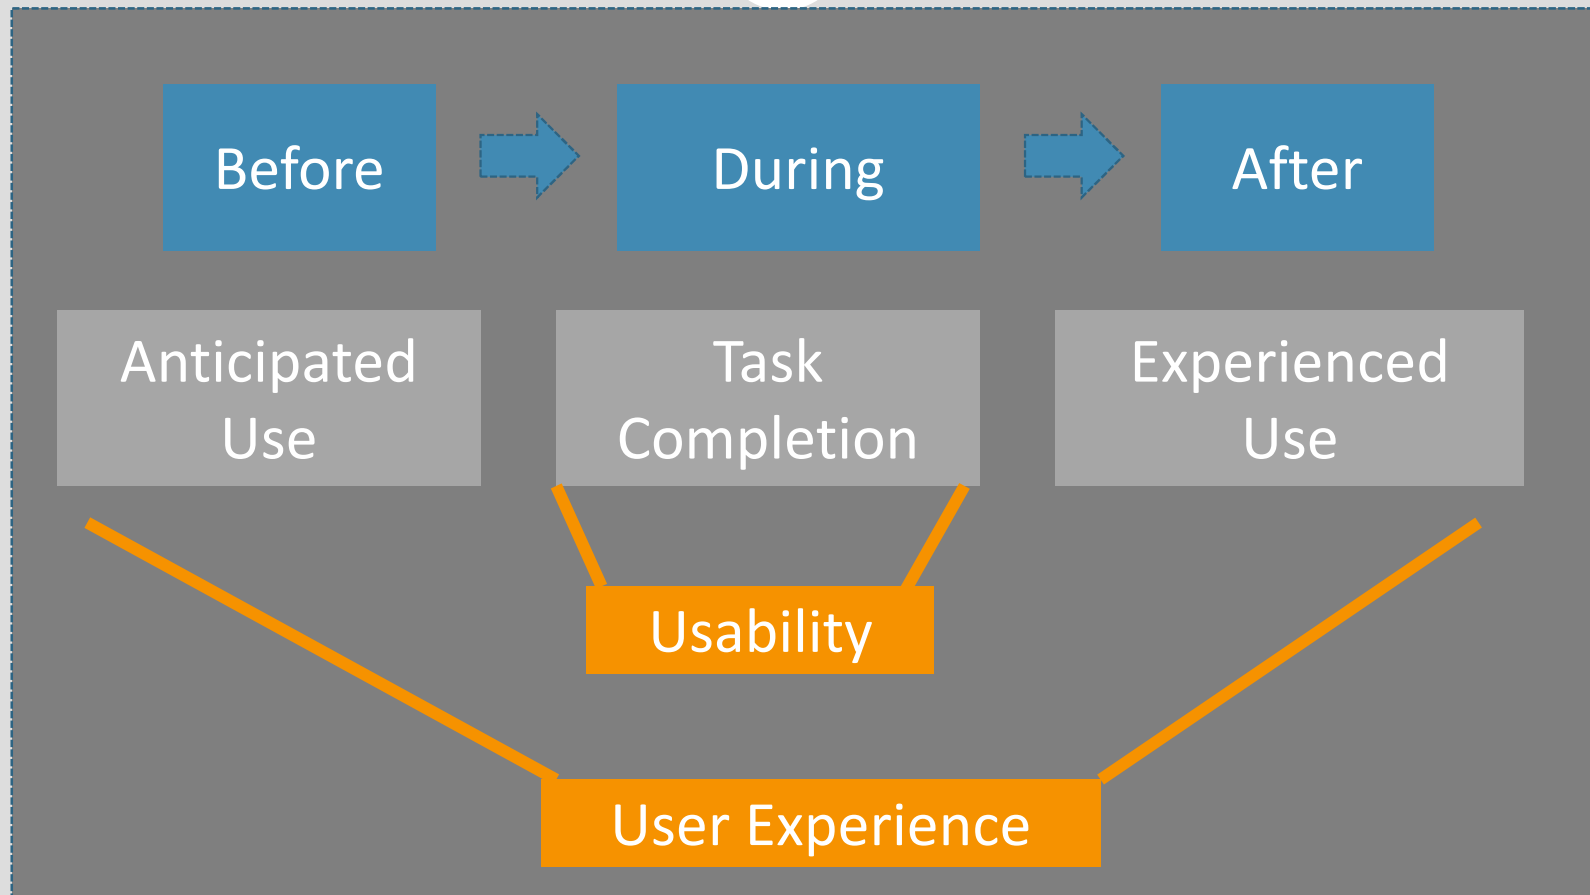 Before
During
After
Anticipated
Use
Task
Completion
Experienced
Use
Usability
User Experience